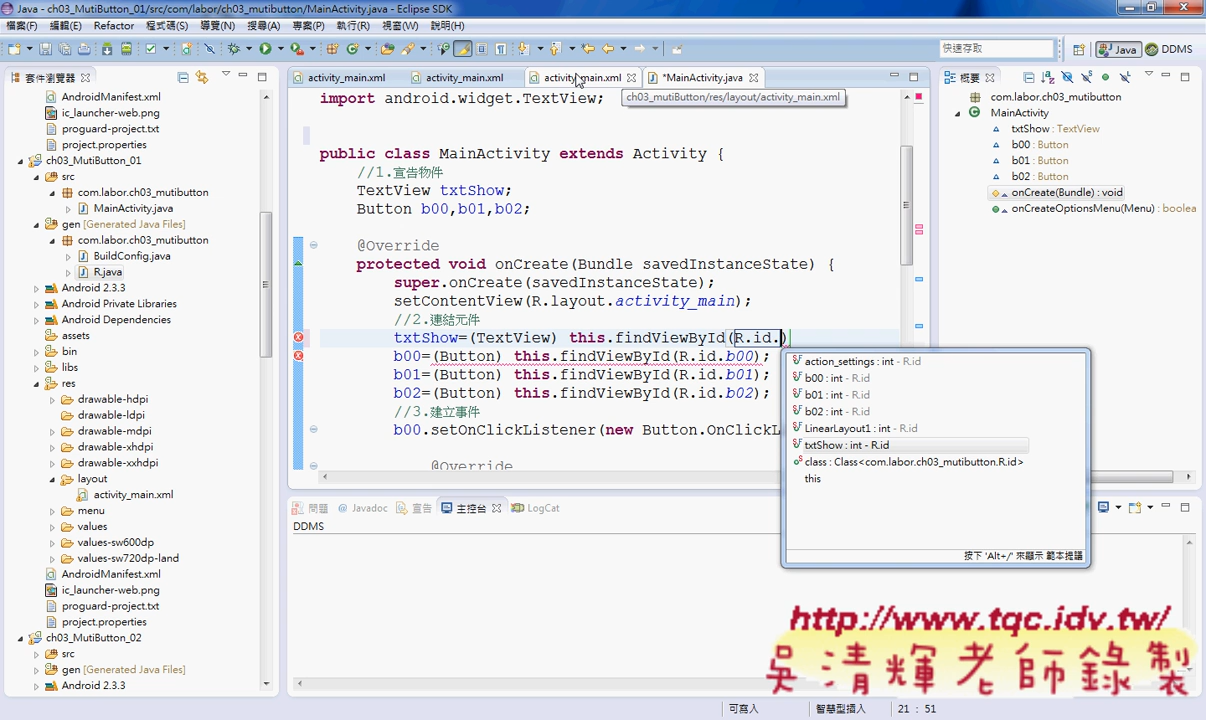 Java - ch03_MutiButton_01/src/com/labor/ch03_mutibutton/MainActivity.java - Eclipse SDK
檔案(F) 編輯(E) Refactor 程式碼(S) 導覽(N) 搜尋(A) 專案(P) 執行(R) 視窗(W) 說明(H)
快速存取
Java
DDMS
套件瀏覽器
activity_main.xml
activity_main.xml
activity_main.xml
*MainActivity.java
概要
ch03_mutiButton/res/layout/activity_main.xml
AndroidManifest.xml
ic_launcher-web.png
proguard-project.txt
project.properties
ch03_MutiButton_01
src
com.labor.ch03_mutibutton
MainActivity.java
gen [Generated Java Files]
com.labor.ch03_mutibutton
BuildConfig.java
R.java
Android 2.3.3
Android Private Libraries
Android Dependencies
assets
bin
libs
res
drawable-hdpi
drawable-ldpi
drawable-mdpi
drawable-xhdpi
drawable-xxhdpi
layout
activity_main.xml
menu
values
values-sw600dp
values-sw720dp-land
AndroidManifest.xml
ic_launcher-web.png
proguard-project.txt
project.properties
ch03_MutiButton_02
src
gen [Generated Java Files]
Android 2.3.3
import android.widget.TextView;
public class MainActivity extends Activity {
//1.宣告物件
TextView txtShow;
Button b00,b01,b02;
@Override
protected void onCreate(Bundle savedInstanceState) {
super.onCreate(savedInstanceState);
setContentView(R.layout.activity_main);
//2.連結元件
txtShow=(TextView) this.findViewById(R.id.)
b00=(Button) this.findViewById(R.id.b00);
b01=(Button) this.findViewById(R.id.b01);
b02=(Button) this.findViewById(R.id.b02);
//3.建立事件
b00.setOnClickListener(new Button.OnClickL
@Override
action_settings : int - R.id
b00 : int - R.id
b01 : int - R.id
b02 : int - R.id
LinearLayout1 : int - R.id
txtShow : int - R.id
class : Class<com.labor.ch03_mutibutton.R.id>
this
按下 'Alt+/' 來顯示 範本提議
com.labor.ch03_mutibutton
MainActivity
txtShow : TextView
b00 : Button
b01 : Button
b02 : Button
onCreate(Bundle) : void
onCreateOptionsMenu(Menu) : boolea
問題
@ Javadoc
宣告
主控台
LogCat
DDMS
http://www.tqc.idv.tw/
吳清輝老師錄製
可寫入
智慧型插入
21 : 51